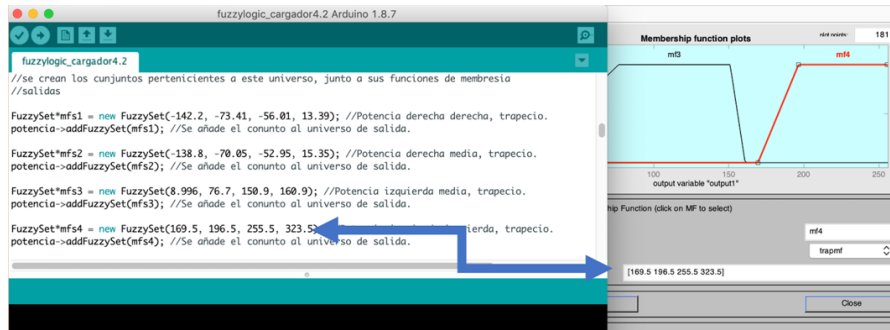 fuzzylogic_cargador4.2 Arduino 1.8.7
fuzzylogic_cargador4.2
//se crean los cunjuntos pertenicientes a este universo, junto a sus funciones de membresia
//salidas
FuzzySet*mfs1 = new FuzzySet(-142.2, -73.41, -56.01, 13.39); //Potencia derecha derecha, trapecio.
potencia->addFuzzySet(mfs1); //Se añade el conunto al universo de salida.
FuzzySet*mfs2 = new FuzzySet(-138.8, -70.05, -52.95, 15.35); //Potencia derecha media, trapecio.
potencia->addFuzzySet(mfs2); //Se añade el conunto al universo de salida.
FuzzySet*mfs3 = new FuzzySet(8.996, 76.7, 150.9, 160.9); //Potencia izquierda media, trapecio.
potencia->addFuzzySet(mfs3); //Se añade el conunto al universo de salida.
FuzzySet*mfs4 = new FuzzySet(169.5, 196.5, 255.5, 323.5) trapecio.
potencia->addFuzzySet(mfs4); //Se añade el conunto al universo de salida.
Membership function plots
plot points:
181
mf3
mf4
100
150
200
250
output variable "output1"
Function (click on MF to select)
mf4
trapmf
[169.5 196.5 255.5 323.5]
Close